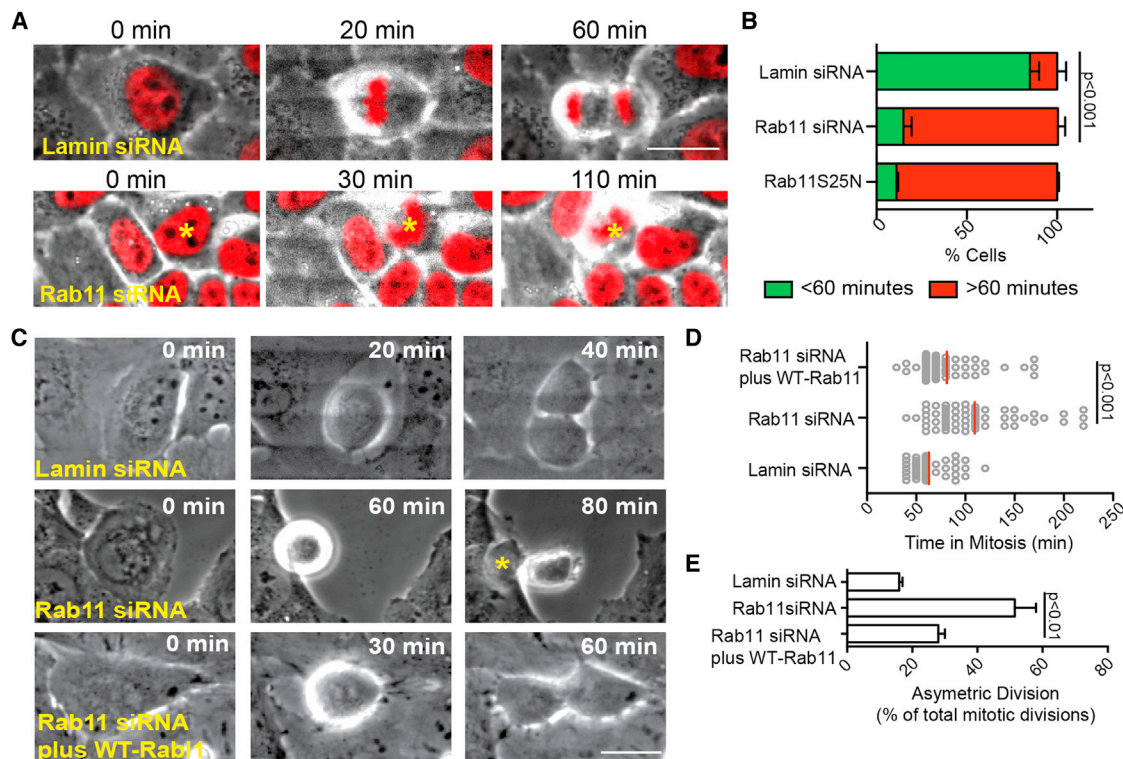 A
0 min
20 min
60 min
Lamin siRNA
0 min
30 min
110 min
*
*
*
Rab11 siRNA
B
Lamin siRNA
Rab11 siRNA
Rab11S25N
p<0.001
0
50
100
% Cells
<60 minutes
>60 minutes
C
0 min
20 min
40 min
Lamin siRNA
0 min
60 min
80 min
*
Rab11 siRNA
0 min
30 min
60 min
Rab11 siRNA
plus WT-Rab11
D
Rab11 siRNA
plus WT-Rab11
Rab11 siRNA
Lamin siRNA
p<0.001
0
50
100
150
200
250
Time in Mitosis (min)
E
Lamin siRNA
Rab11siRNA
Rab11 siRNA
plus WT-Rab11
p<0.01
0
20
40
60
80
Asymetric Division
(% of total mitotic divisions)